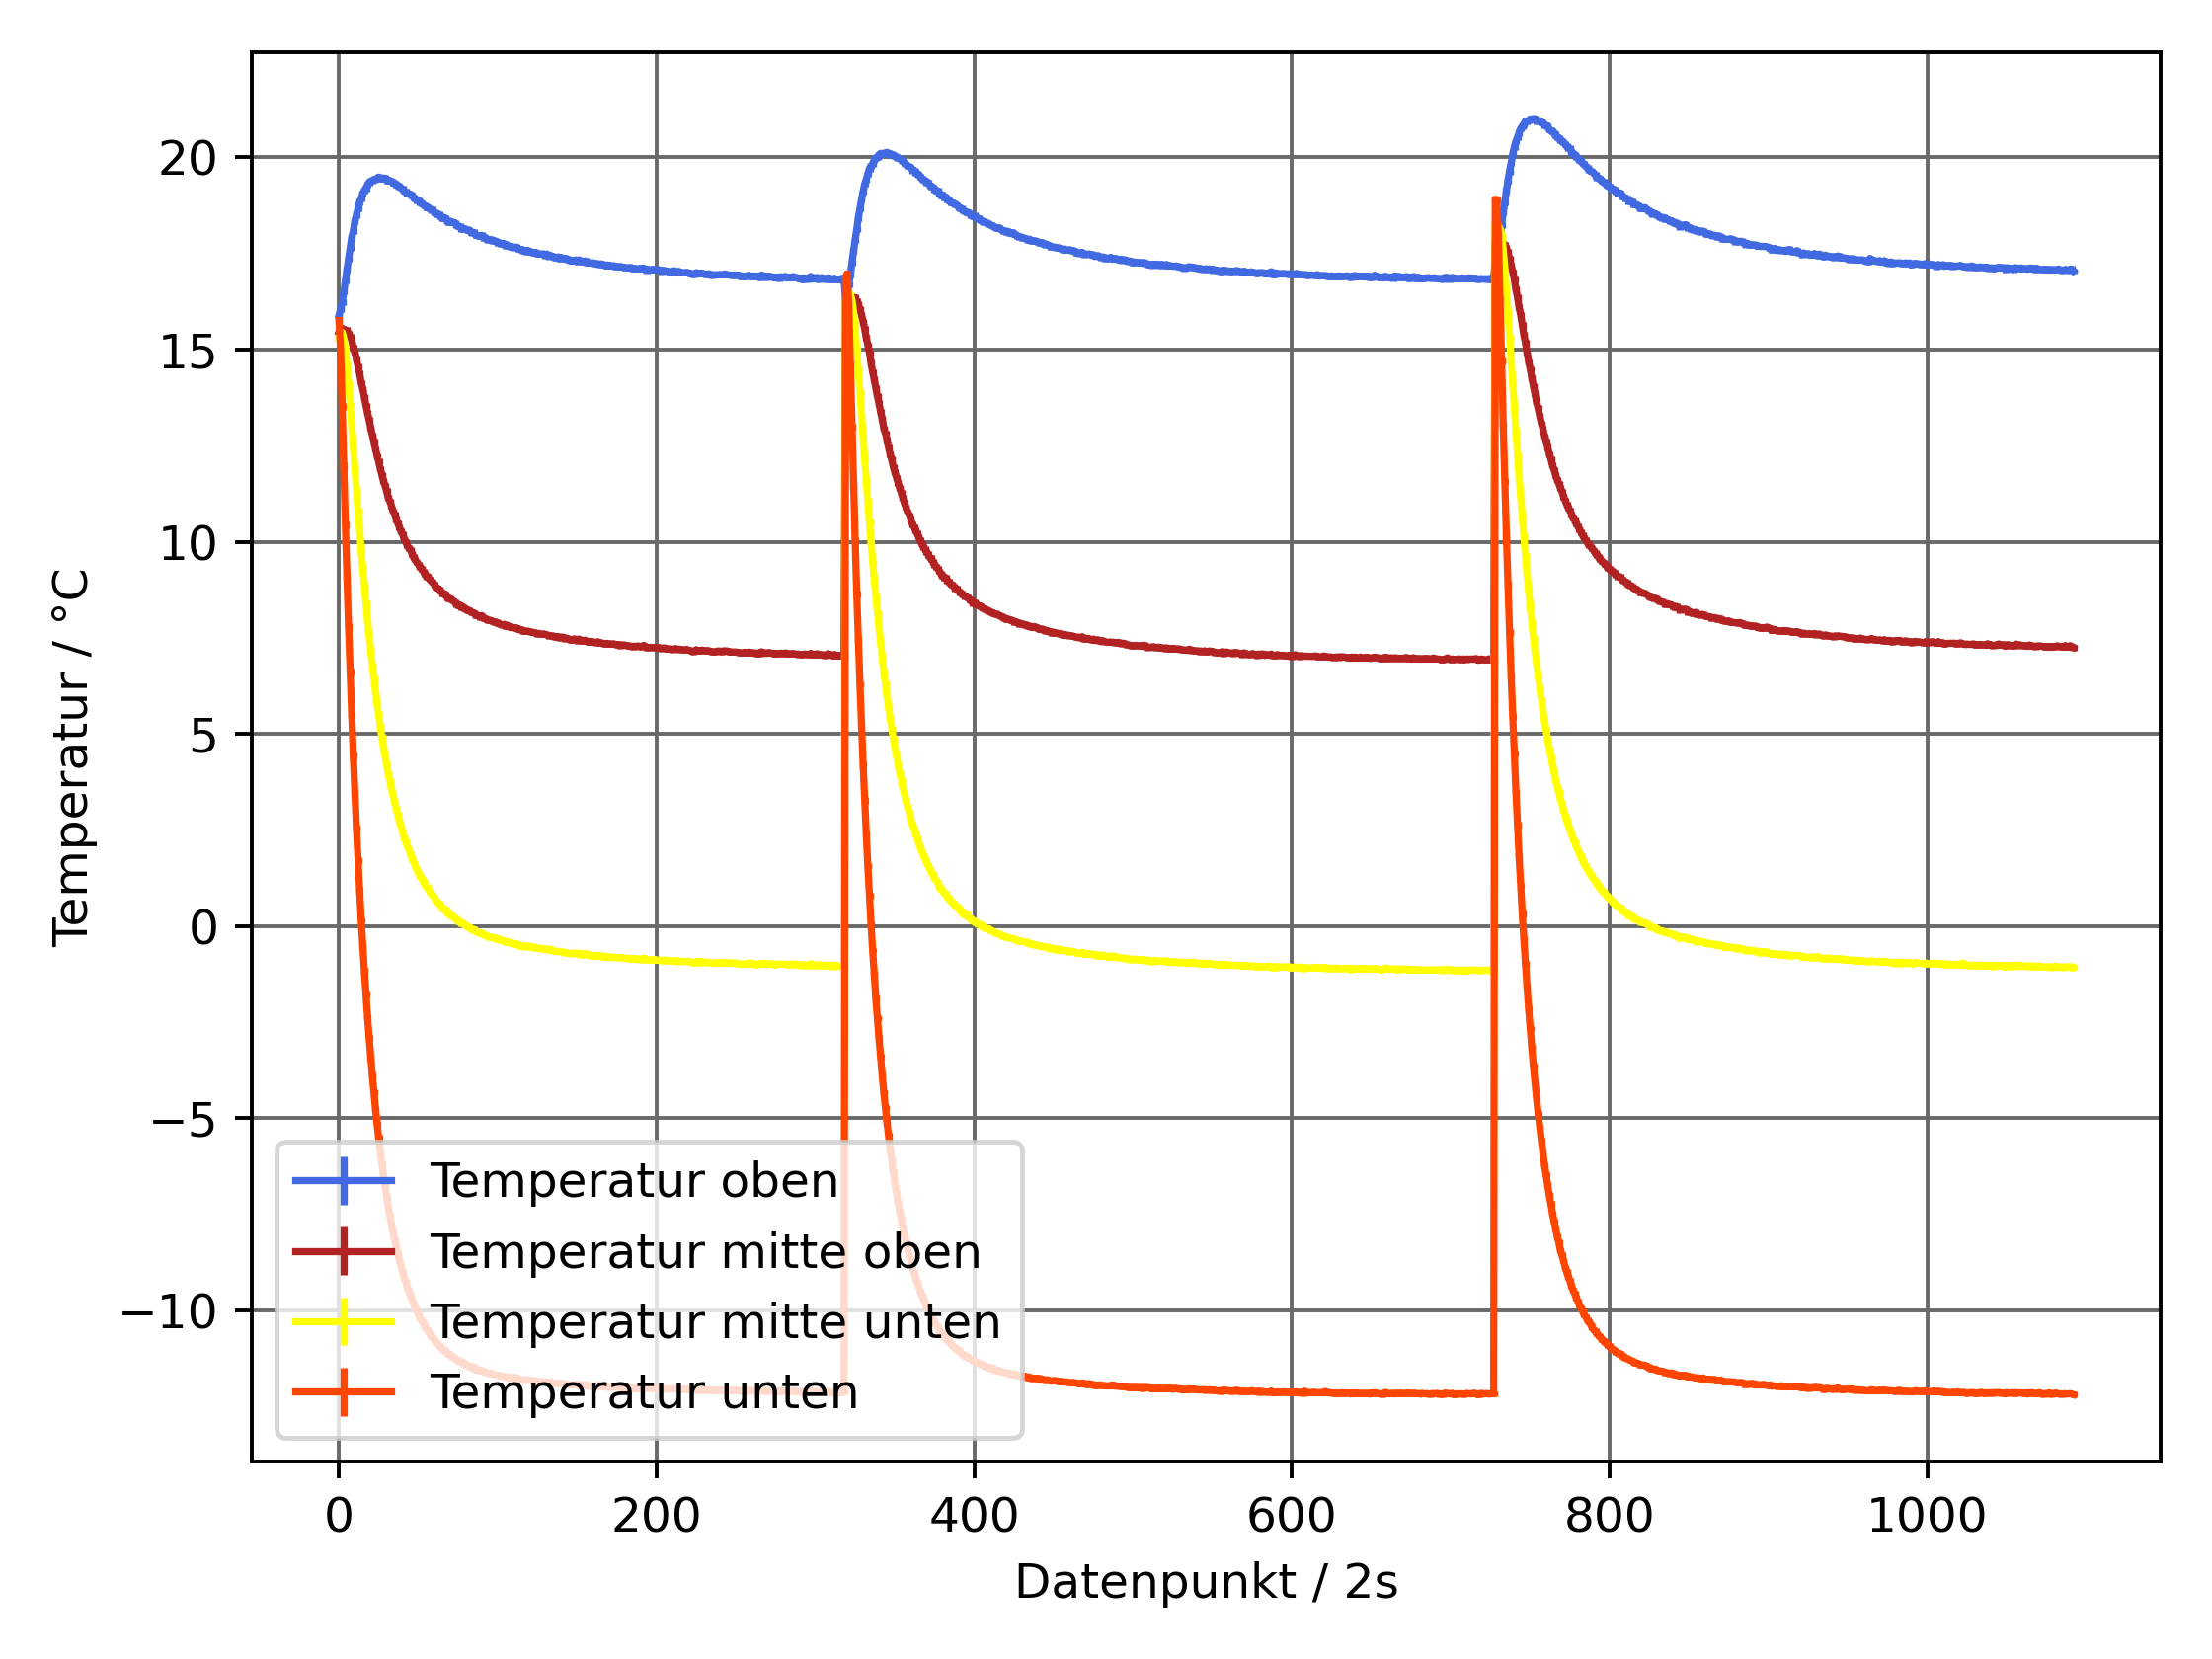 20
15
10
5
0
−5
−10
Temperatur / °C
Temperatur oben
Temperatur mitte oben
Temperatur mitte unten
Temperatur unten
0 200 400 600 800 1000
Datenpunkt / 2s